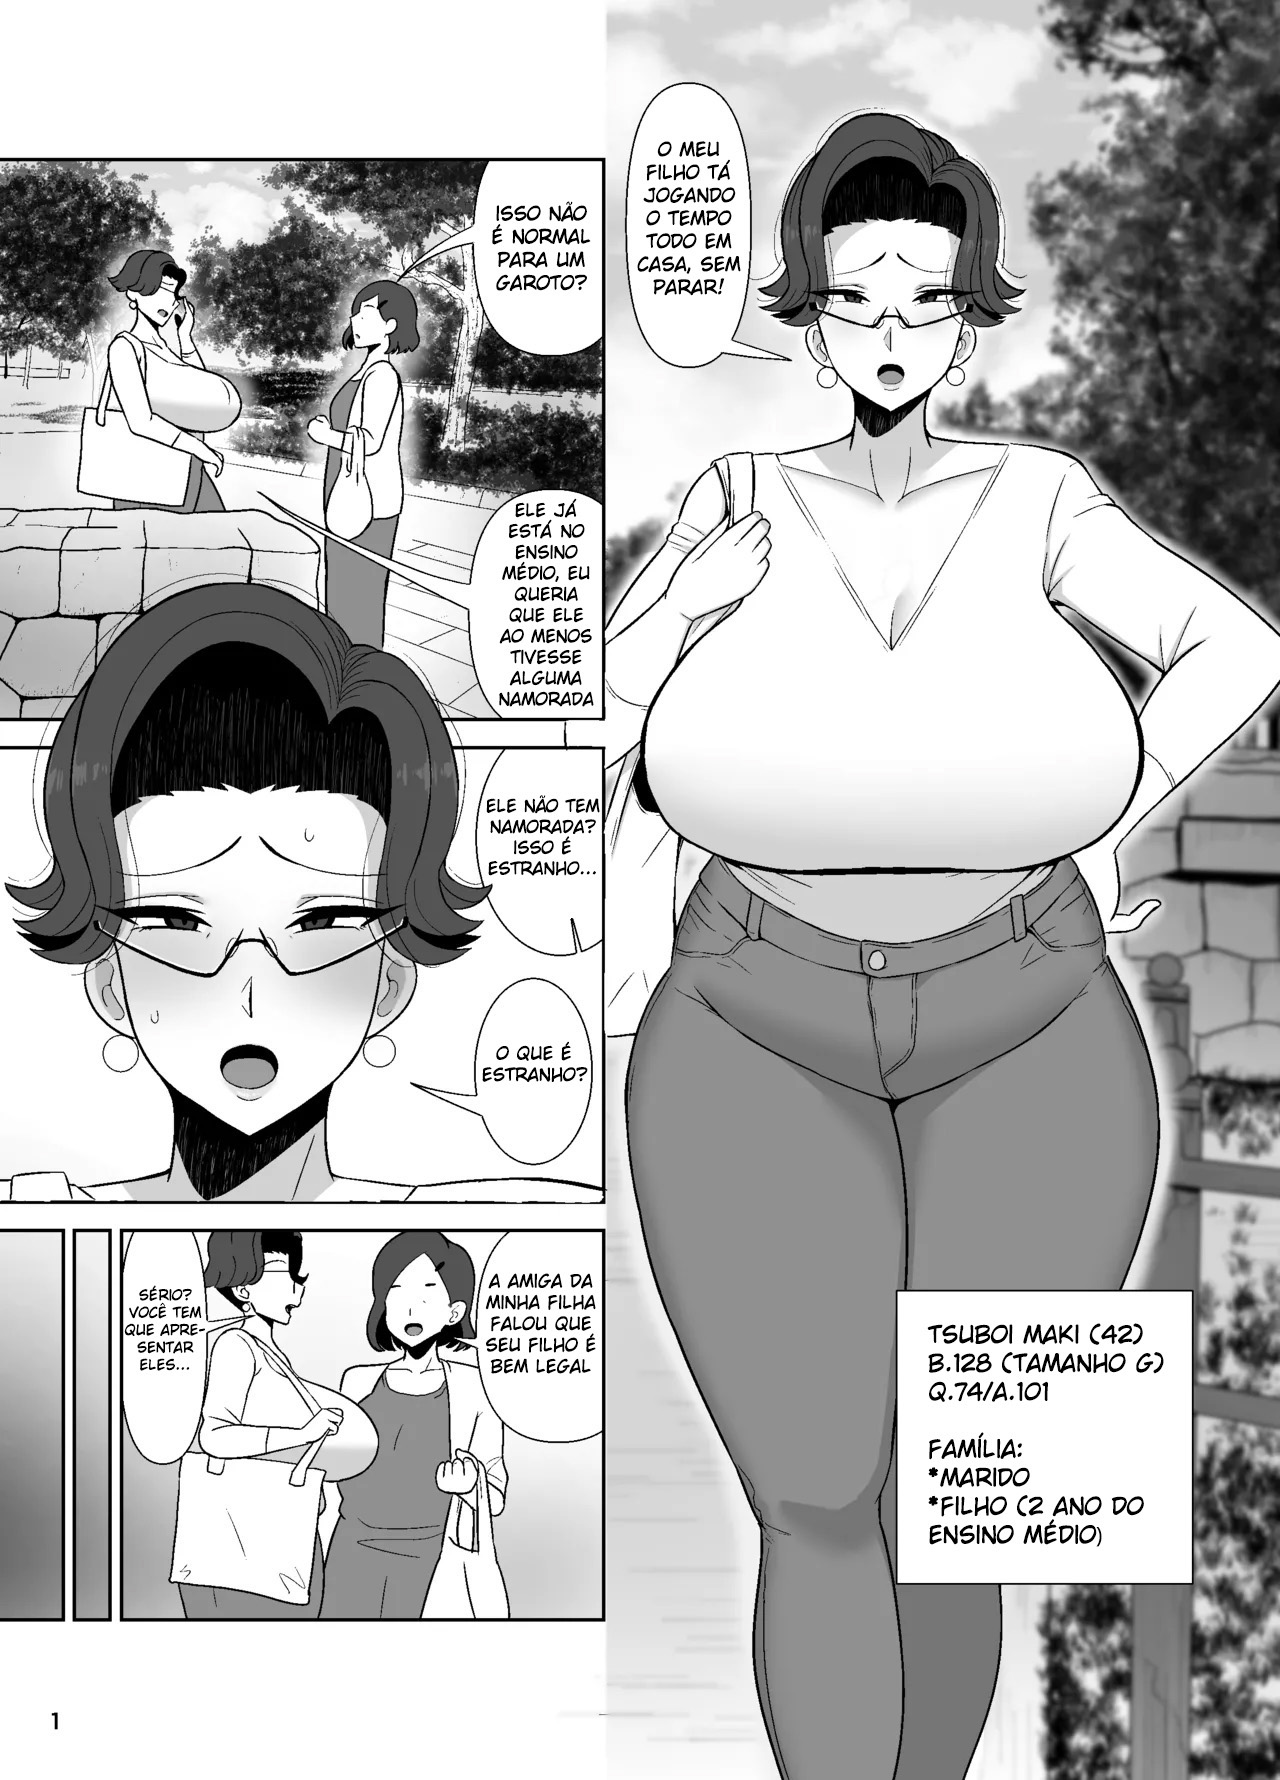 O MEU
FILHO TÁ
JOGANDO
O TEMPO
TODO EM
CASA, SEM
PARAR!
ISSO NÃO
É NORMAL
PARA UM
GAROTO?
ELE JÁ
ESTÁ NO
ENSINO
MÉDIO, EU
QUERIA
QUE ELE
AO MENOS
TIVESSE
ALGUMA
NAMORADA
ELE NÃO TEM
NAMORADA?
ISSO É
ESTRANHO...
O QUE É
ESTRANHO?
A AMIGA DA
MINHA FILHA
FALOU QUE
SEU FILHO É
BEM LEGAL
SÉRIO?
VOCÊ TEM
QUE APRE-
SENTAR
ELES...
TSUBOI MAKI (42)
B.128 (TAMANHO G)
Q.74/A.101
FAMÍLIA:
*MARIDO
*FILHO (2 ANO DO
ENSINO MÉDIO)
1